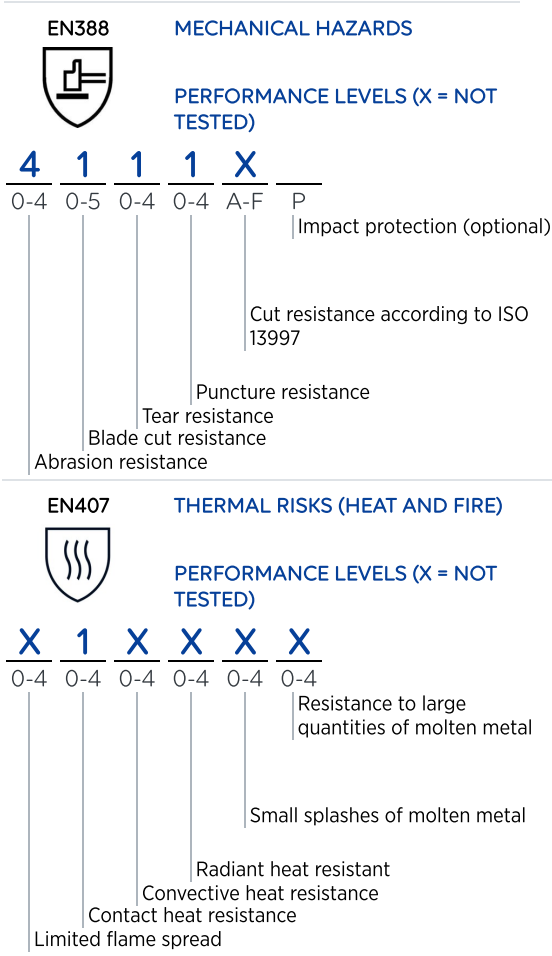 EN388
MECHANICAL HAZARDS
PERFORMANCE LEVELS (X = NOT
TESTED)
4 1 1 1 X
0-4 0-5 0-4 0-4 A-F P
Impact protection (optional)
Cut resistance according to ISO
13997
Puncture resistance
Tear resistance
Blade cut resistance
Abrasion resistance
EN407
THERMAL RISKS (HEAT AND FIRE)
PERFORMANCE LEVELS (X = NOT
TESTED)
X 1 X X X X
0-4 0-4 0-4 0-4 0-4 0-4
Resistance to large
quantities of molten metal
Small splashes of molten metal
Radiant heat resistant
Convective heat resistance
Contact heat resistance
Limited flame spread